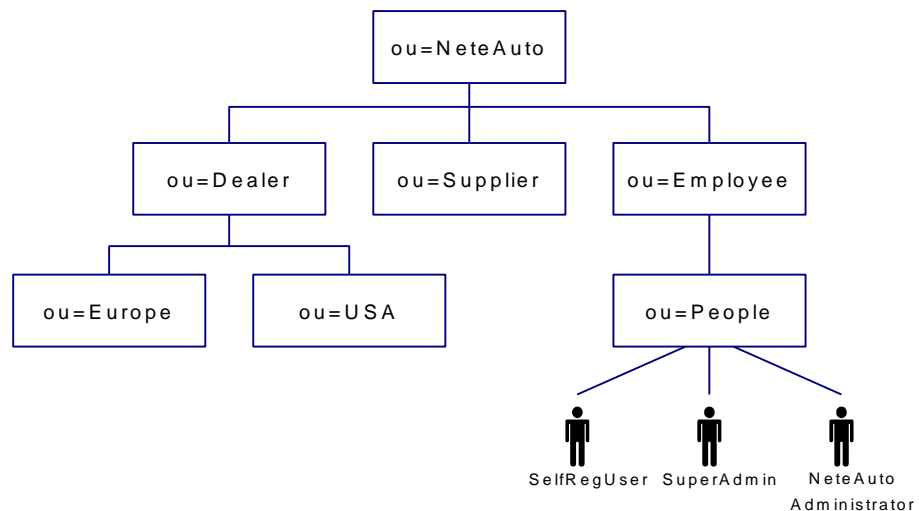 ou=NeteAuto
ou=Dealer
ou=Supplier
ou=Employee
ou=Europe
ou=USA
ou=People
SelfRegUser
SuperAdmin
NeteAuto
Administrator